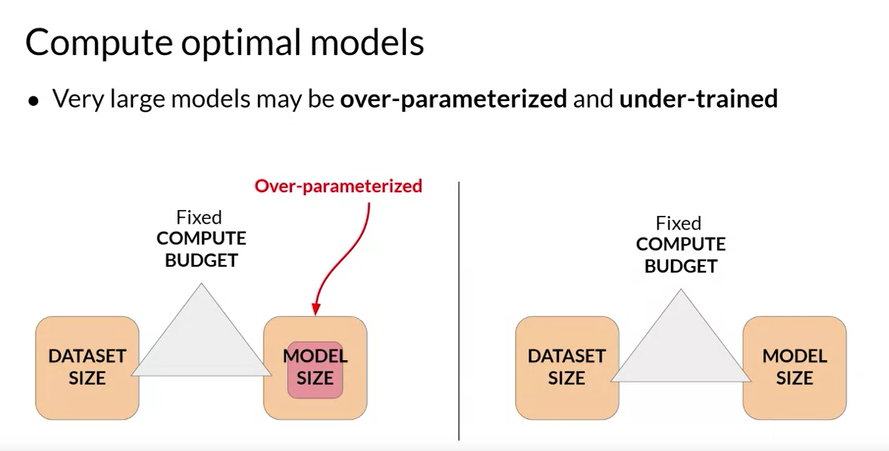 Compute optimal models
• Very large models may be over-parameterized and under-trained
Over-parameterized
Fixed
COMPUTE
BUDGET
DATASET
SIZE
MODEL
SIZE
Fixed
COMPUTE
BUDGET
DATASET
SIZE
MODEL
SIZE